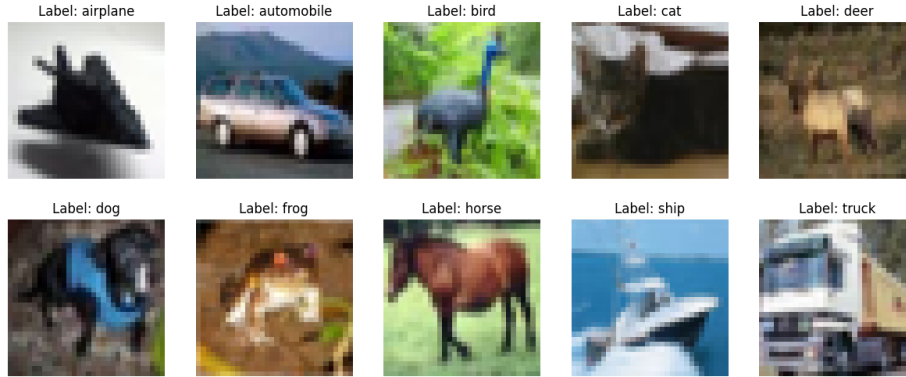 Label: airplane
Label: automobile
Label: bird
Label: cat
Label: deer
Label: dog
Label: frog
Label: horse
Label: ship
Label: truck